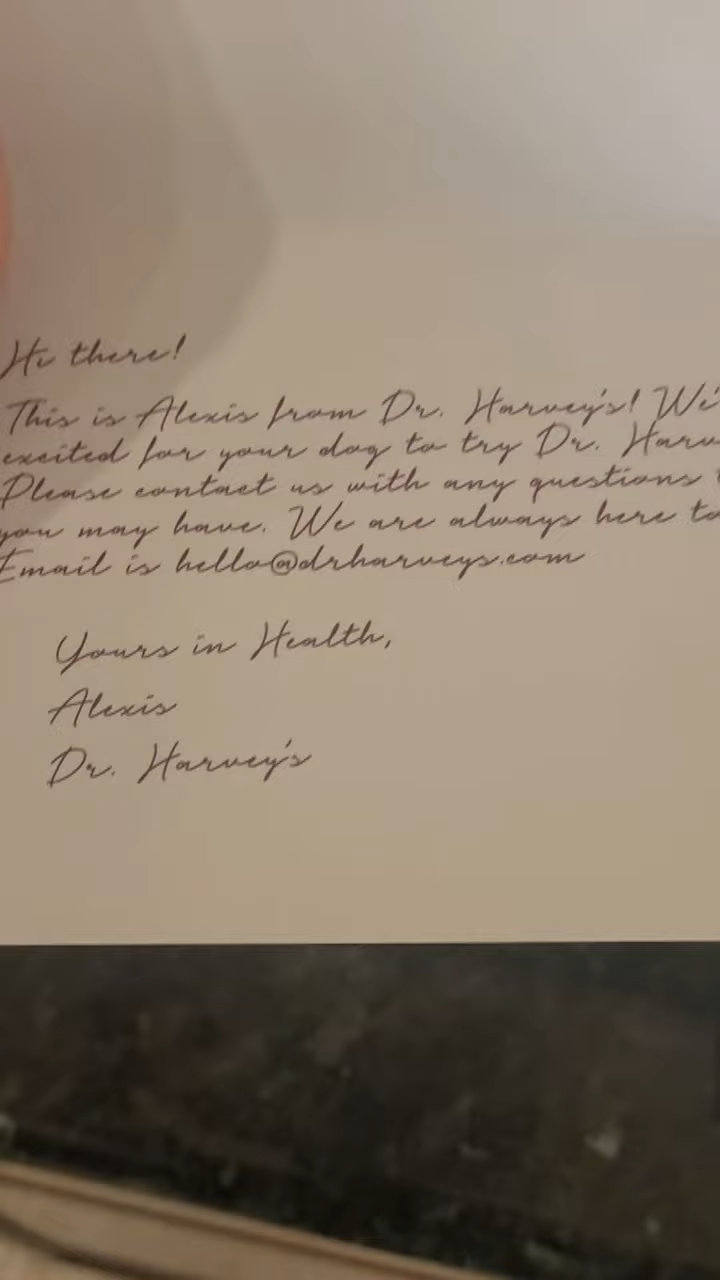 Hi there!
This is Alexis from Dr. Harvey's! We'
excited for your dog to try Dr. Harv
Please contact us with any questions
you may have. We are always here to
Email is hello@drharveys.com
Yours in Health,
Alexis
Dr. Harvey's